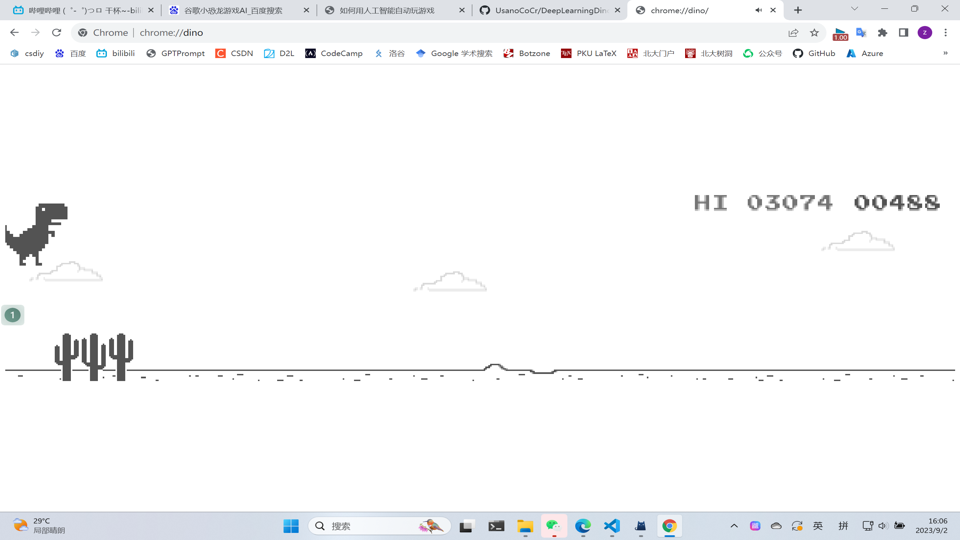 哔哩哔哩 (゜-゜)つロ 干杯~-bili
谷歌小恐龙游戏AI_百度搜索
如何用人工智能自动玩游戏
UsanoCoCr/DeepLearningDin
chrome://dino/
Chrome | chrome://dino
1.00
z
csdiy
百度
bilibili
GPTPrompt
CSDN
D2L
CodeCamp
洛谷
Google 学术搜索
Botzone
PKU LaTeX
北大门户
北大树洞
公众号
GitHub
Azure
»
HI 03074 00488
1
29°C
局部晴朗
搜索
英
拼
16:06
2023/9/2